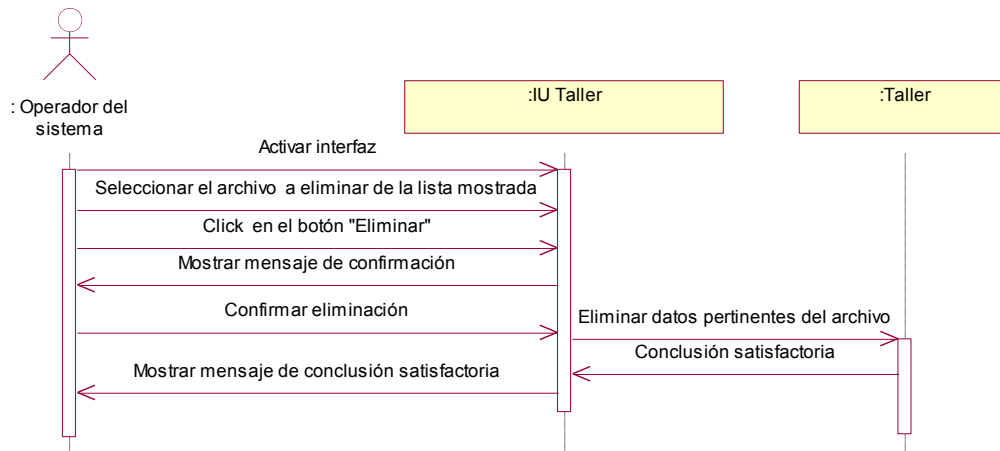 : Operador del
sistema
:IU Taller
:Taller
Activar interfaz
Seleccionar el archivo a eliminar de la lista mostrada
Click en el botón "Eliminar"
Mostrar mensaje de confirmación
Confirmar eliminación
Eliminar datos pertinentes del archivo
Conclusión satisfactoria
Mostrar mensaje de conclusión satisfactoria